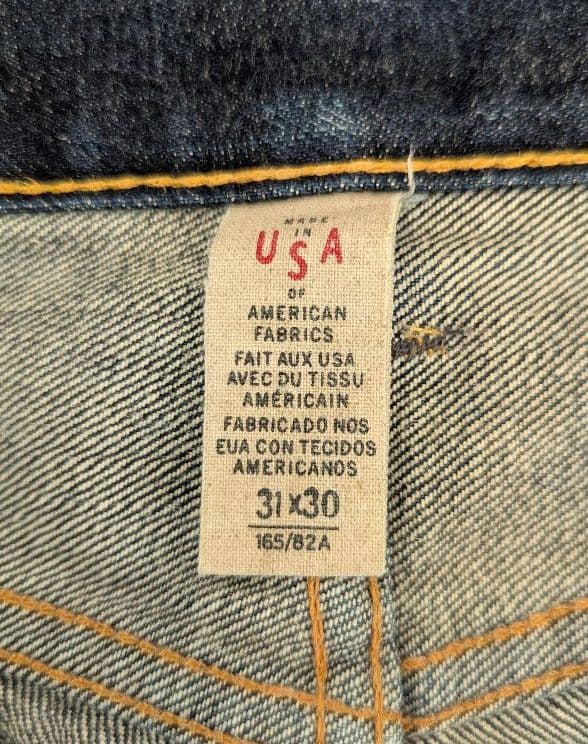 MADE
IN
USA
OF
AMERICAN
FABRICS
FAIT AUX USA
AVEC DU TISSU
AMÉRICAIN
FABRICADO NOS
EUA CON TECIDOS
AMERICANOS
31x30
165/82A